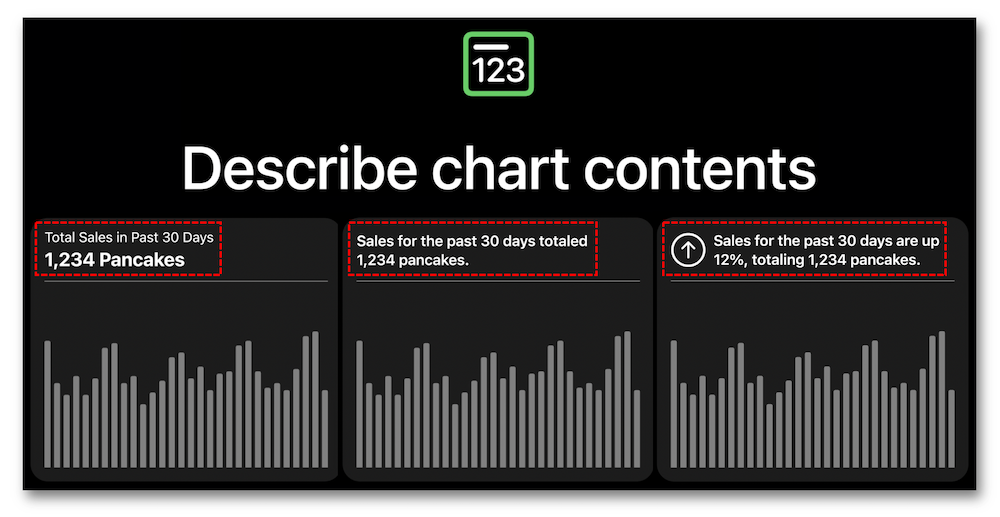 123
Describe chart contents
Total Sales in Past 30 Days
1,234 Pancakes
Sales for the past 30 days totaled
1,234 pancakes.
Sales for the past 30 days are up
12%, totaling 1,234 pancakes.